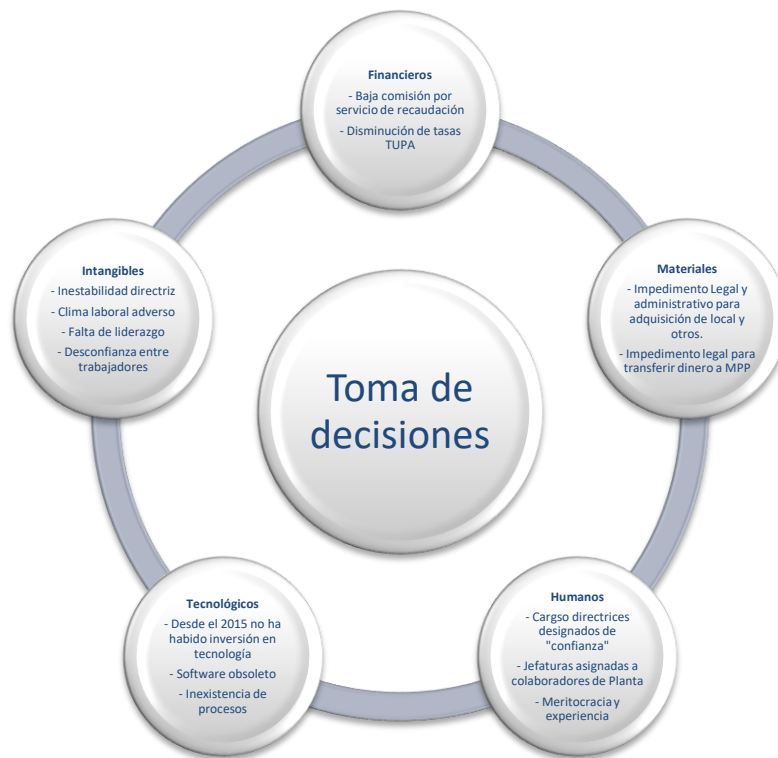 Financieros
- Baja comisión por
servicio de recaudación
- Disminución de tasas
TUPA
Intangibles
- Inestabilidad directriz
- Clima laboral adverso
- Falta de liderazgo
- Desconfianza entre
trabajadores
Materiales
- Impedimento Legal y
administrativo para
adquisición de local y
otros.
- Impedimento legal para
transferir dinero a MPP
Toma de
decisiones
Tecnológicos
- Desde el 2015 no ha
habido inversión en
tecnología
- Software obsoleto
- Inexistencia de
procesos
Humanos
- Cargso directrices
designados de
"confianza"
- Jefaturas asignadas a
colaboradores de Planta
- Meritocracia y
experiencia